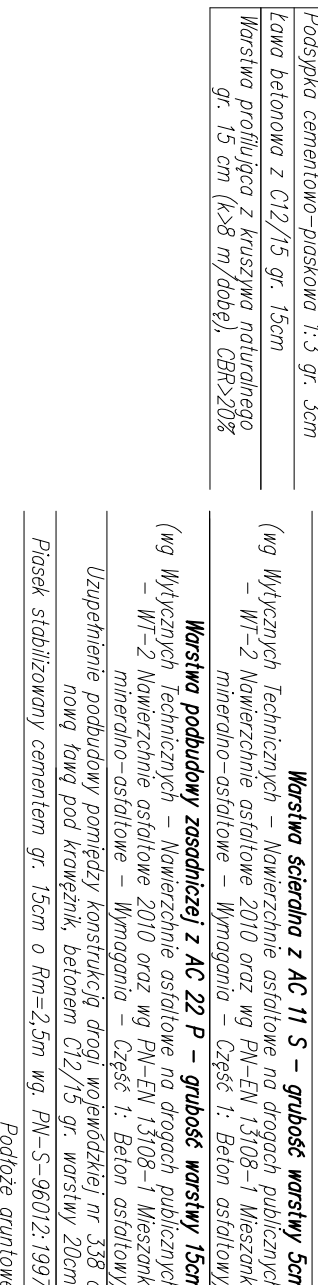 Podsypka cementowo-piaskowa 1:3 gr. 3cm
Ława betonowa z C12/15 gr. 15cm
Warstwa profilująca z kruszywa naturalnego
gr. 15 cm (k>8 m/dobę), CBR>20%
Warstwa ścieralna z AC 11 S – grubość warstwy 5cm
(wg Wytycznych Technicznych – Nawierzchnie asfaltowe na drogach publicznych
– WT-2 Nawierzchnie asfaltowe 2010 oraz wg PN-EN 13108-1 Mieszank
mineralno-asfaltowe – Wymagania – Część 1: Beton asfaltowy
Warstwa podbudowy zasadniczej z AC 22 P – grubość warstwy 15cm
(wg Wytycznych Technicznych – Nawierzchnie asfaltowe na drogach publicznych
– WT-2 Nawierzchnie asfaltowe 2010 oraz wg PN-EN 13108-1 Mieszank
mineralno-asfaltowe – Wymagania – Część 1: Beton asfaltowy
Uzupełnienie podbudowy pomiędzy konstrukcją drogi wojewódzkiej nr 338 a
nową ławą pod krawężnik, betonem C12/15 gr. warstwy 20cm
Piasek stabilizowany cementem gr. 15cm o Rm=2,5m wg. PN-S-96012:1997
Podłoże gruntowe